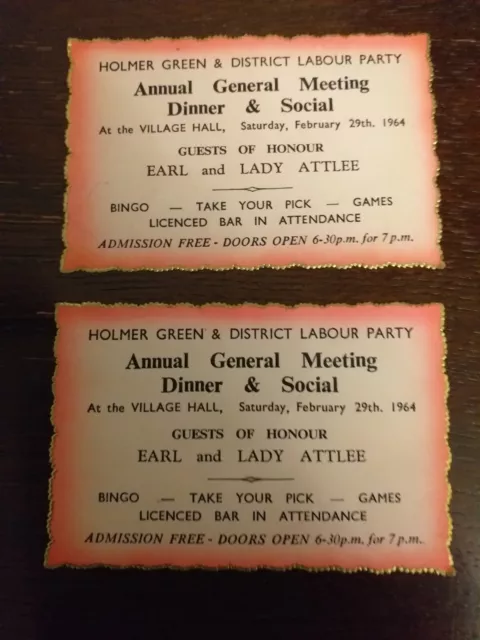 HOLMER GREEN & DISTRICT LABOUR PARTY
Annual General Meeting
Dinner & Social
At the VILLAGE HALL, Saturday, February 29th. 1964
GUESTS OF HONOUR
EARL and LADY ATTLEE
BINGO — TAKE YOUR PICK — GAMES
LICENCED BAR IN ATTENDANCE
ADMISSION FREE - DOORS OPEN 6-30p.m. for 7 p.m.
HOLMER GREEN & DISTRICT LABOUR PARTY
Annual General Meeting
Dinner & Social
At the VILLAGE HALL, Saturday, February 29th. 1964
GUESTS OF HONOUR
EARL and LADY ATTLEE
BINGO — TAKE YOUR PICK — GAMES
LICENCED BAR IN ATTENDANCE
ADMISSION FREE - DOORS OPEN 6-30p.m. for 7 p.m.